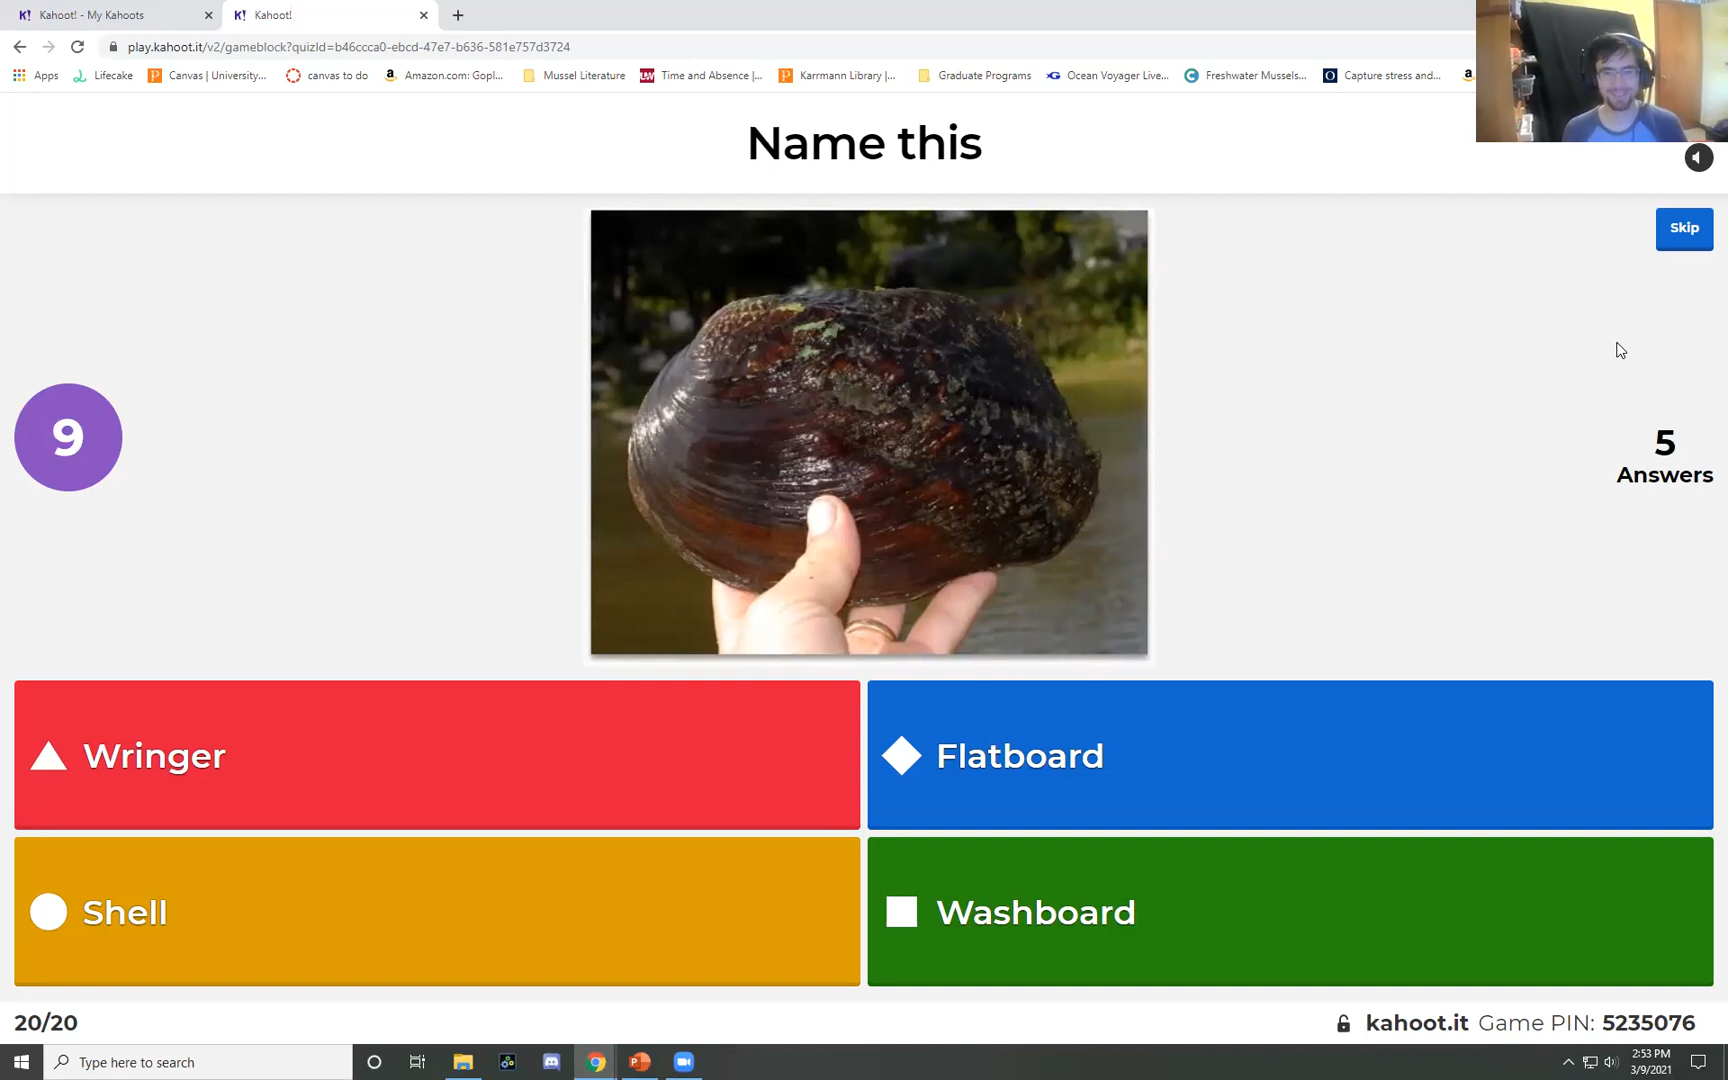 Kahoot! - My Kahoots
Kahoot!
play.kahoot.it/v2/gameblock?quizId=b46ccca0-ebcd-47e7-b636-581e757d3724
Apps
Lifecake
Canvas | University...
canvas to do
Amazon.com: Gopl...
Mussel Literature
Time and Absence |...
Karrmann Library |...
Graduate Programs
Ocean Voyager Live...
Freshwater Mussels...
Capture stress and...
Name this
Skip
9
5
Answers
Wringer
Flatboard
Shell
Washboard
20/20
kahoot.it Game PIN: 5235076
Type here to search
2:53 PM
3/9/2021